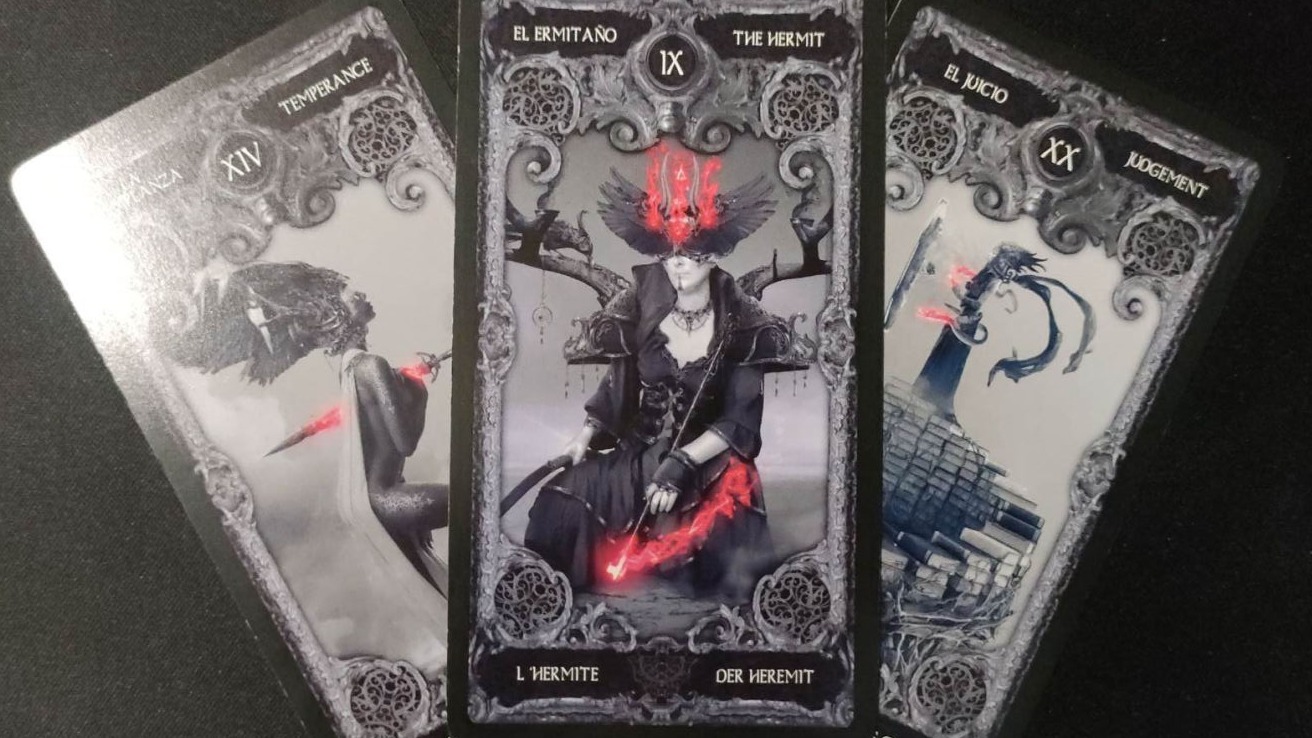 TEMPERANCE
XIV
EL ERMITAÑO
IX
THE HERMIT
L'HERMITE
DER HEREMIT
EL JUICIO
XX
JUDGEMENT